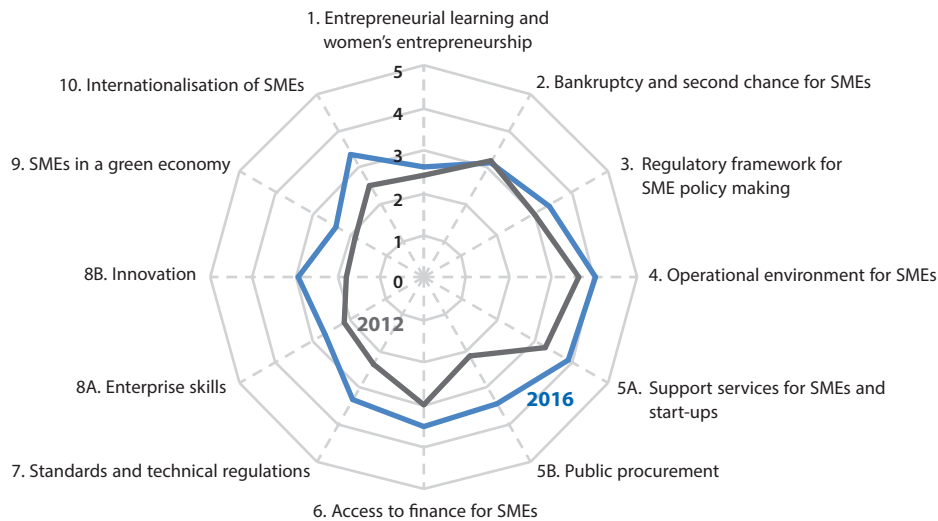 1. Entrepreneurial learning and
women's entrepreneurship
2. Bankruptcy and second chance for SMEs
3. Regulatory framework for
SME policy making
4. Operational environment for SMEs
5A. Support services for SMEs and
start-ups
5B. Public procurement
6. Access to finance for SMEs
7. Standards and technical regulations
8A. Enterprise skills
8B. Innovation
9. SMEs in a green economy
10. Internationalisation of SMEs
5
4
3
2
1
0
2012
2016